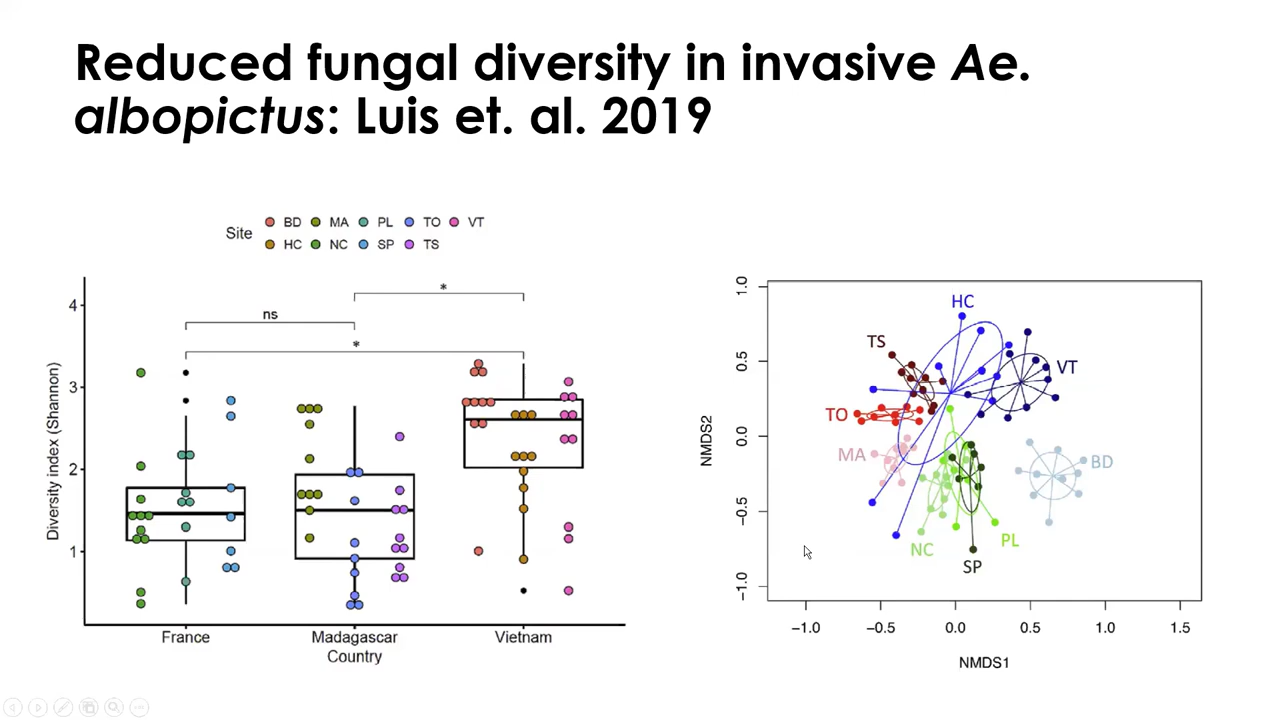 Reduced fungal diversity in invasive Ae.
albopictus: Luis et. al. 2019
Site
BD MA PL TO VT
HC NC SP TS
4
3
2
1
Diversity index (Shannon)
ns
*
*
France Madagascar Vietnam
Country
1.0
0.5
0.0
−0.5
−1.0
NMDS2
HC
TS
VT
TO
MA
BD
NC
PL
SP
−1.0 −0.5 0.0 0.5 1.0 1.5
NMDS1